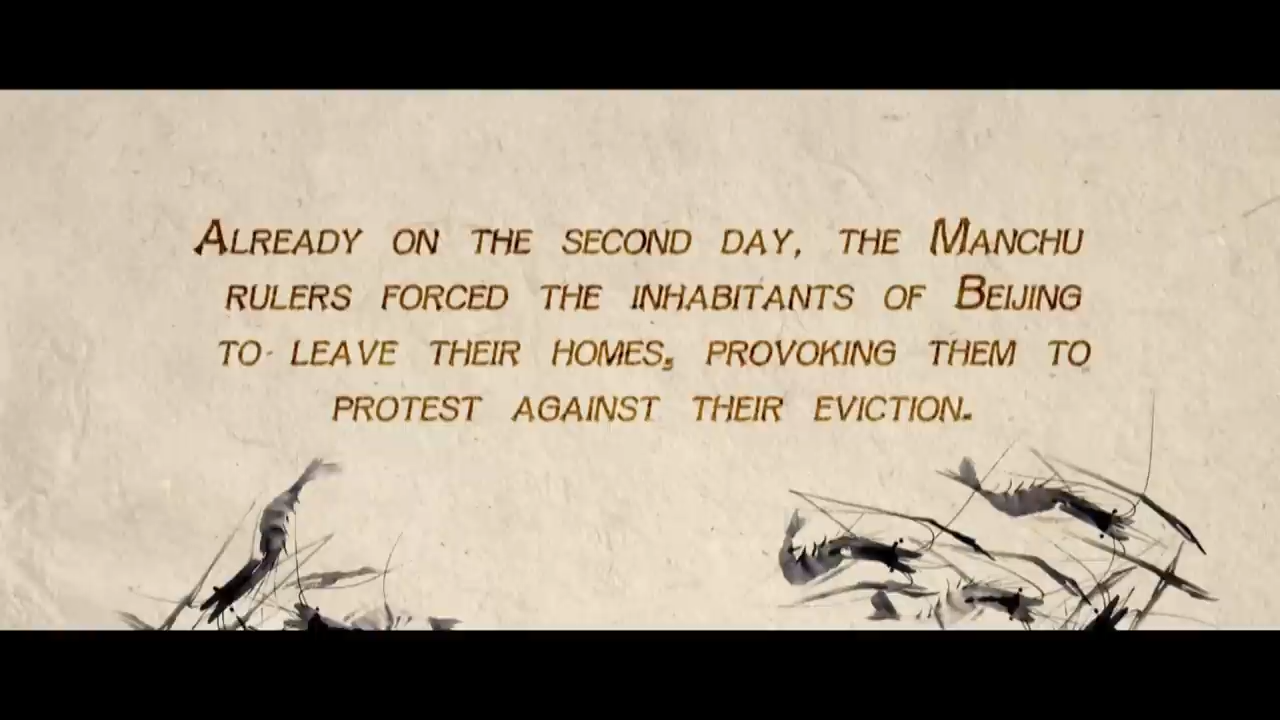 Already on the second day, the Manchu
rulers forced the inhabitants of Beijing
to leave their homes, provoking them to
protest against their eviction.